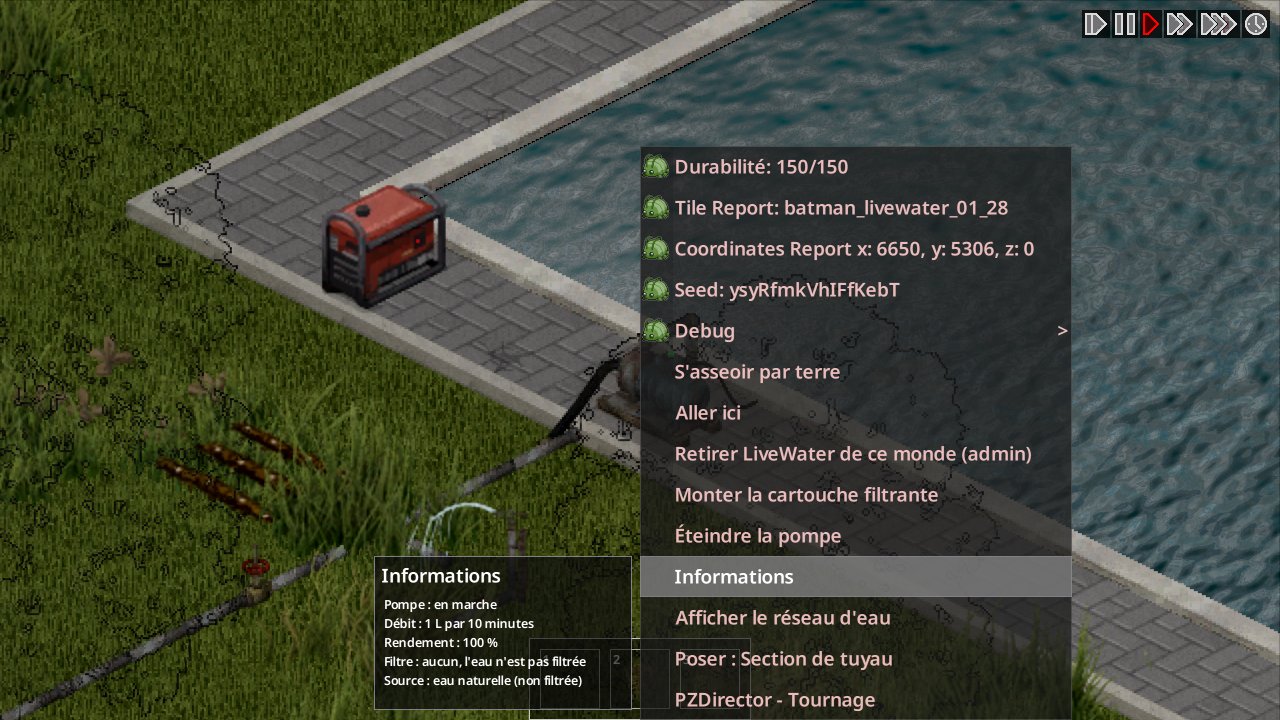 Durabilité: 150/150
Tile Report: batman_livewater_01_28
Coordinates Report x: 6650, y: 5306, z: 0
Seed: ysyRfmkVhIFfKebT
Debug >
S'asseoir par terre
Aller ici
Retirer LiveWater de ce monde (admin)
Monter la cartouche filtrante
Éteindre la pompe
Informations
Afficher le réseau d'eau
Poser : Section de tuyau
PZDirector - Tournage
Informations
Pompe : en marche
Débit : 1 L par 10 minutes
Rendement : 100 %
Filtre : aucun, l'eau n'est pas filtrée
Source : eau naturelle (non filtrée)
2